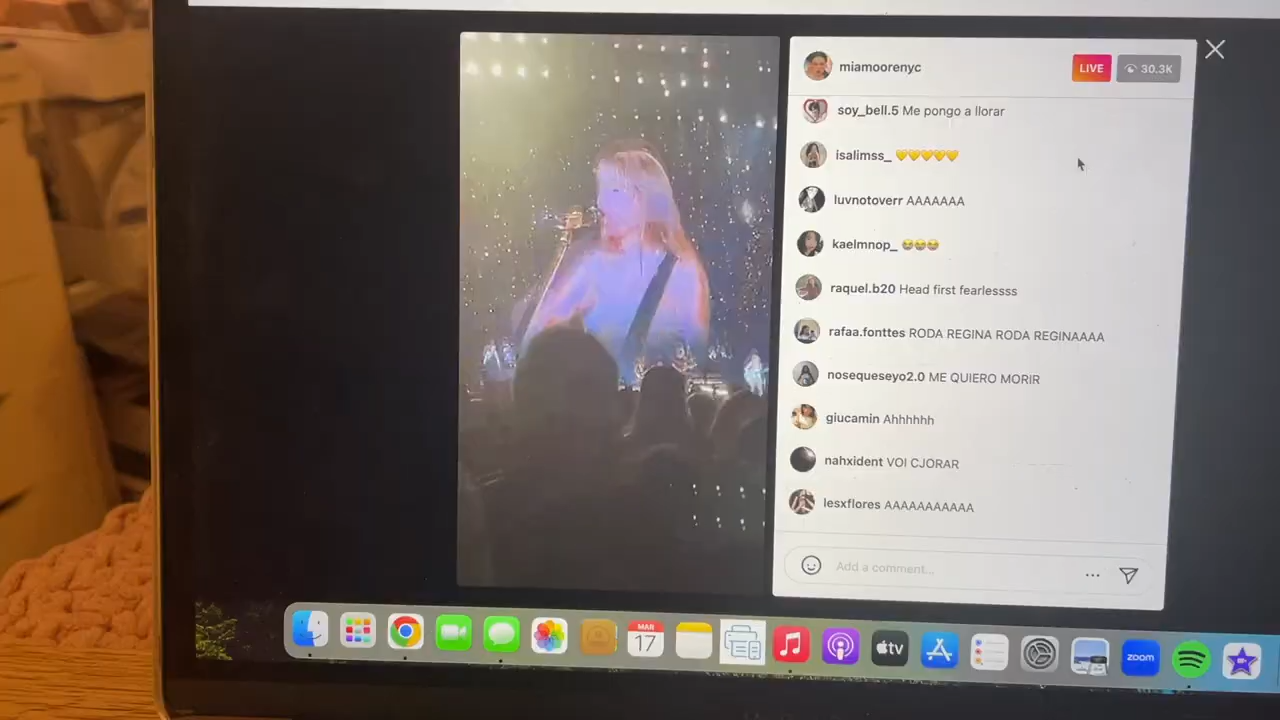 miamoorenyc LIVE 30.3K
soy_bell.5 Me pongo a llorar
isalimss_ 💛💛💛💛💛
luvnotoverr AAAAAAA
kaelmnop_ 😭😭😭
raquel.b20 Head first fearlessss
rafaa.fonttes RODA REGINA RODA REGINAAAA
nosequeseyo2.0 ME QUIERO MORIR
giucamin Ahhhhhh
nahxident VOI CJORAR
lesxflores AAAAAAAAAAA
Add a comment...
MAR
17
tv
zoom